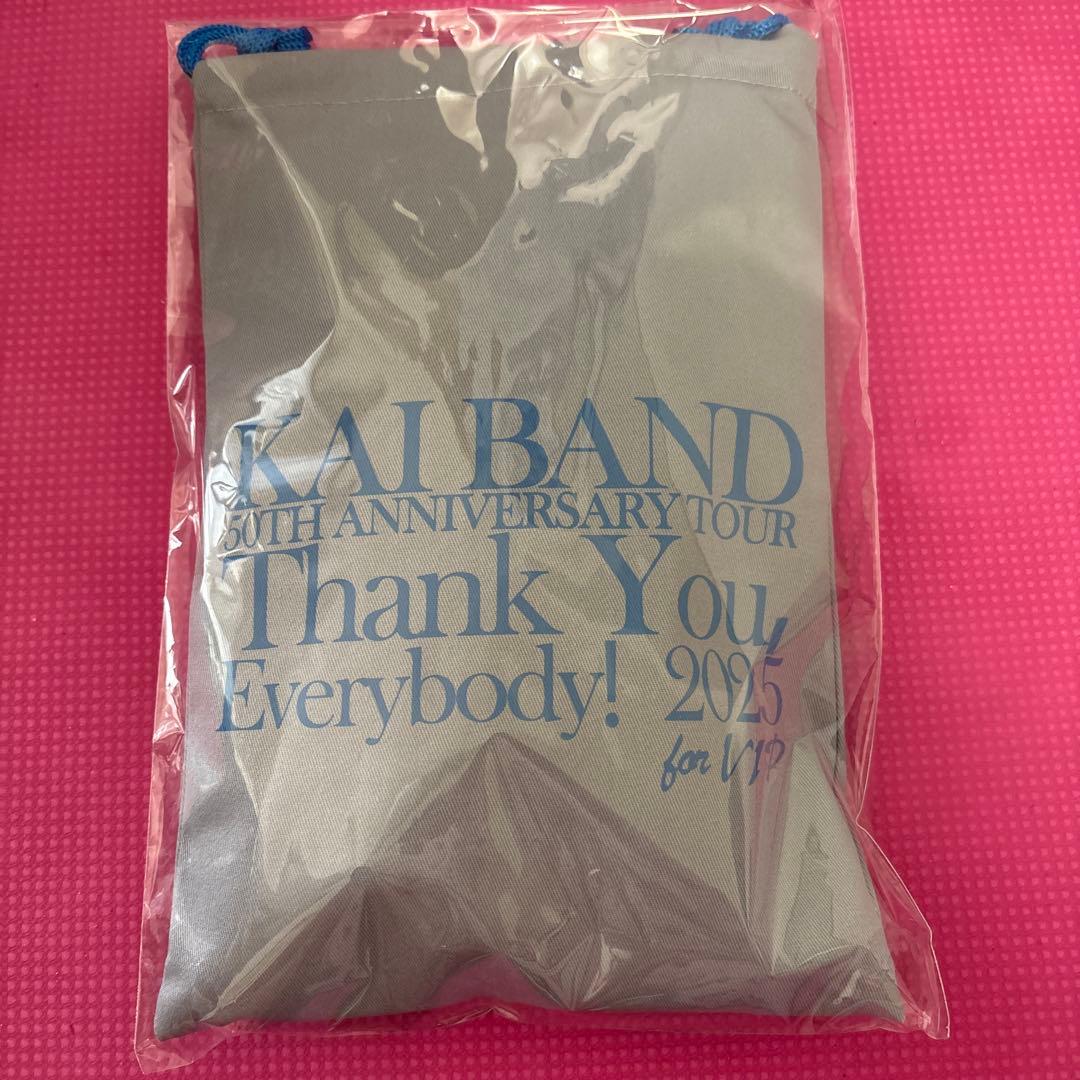 KAI BAND
50TH ANNIVERSARY TOUR
Thank You,
Everybody! 2025
for VIP